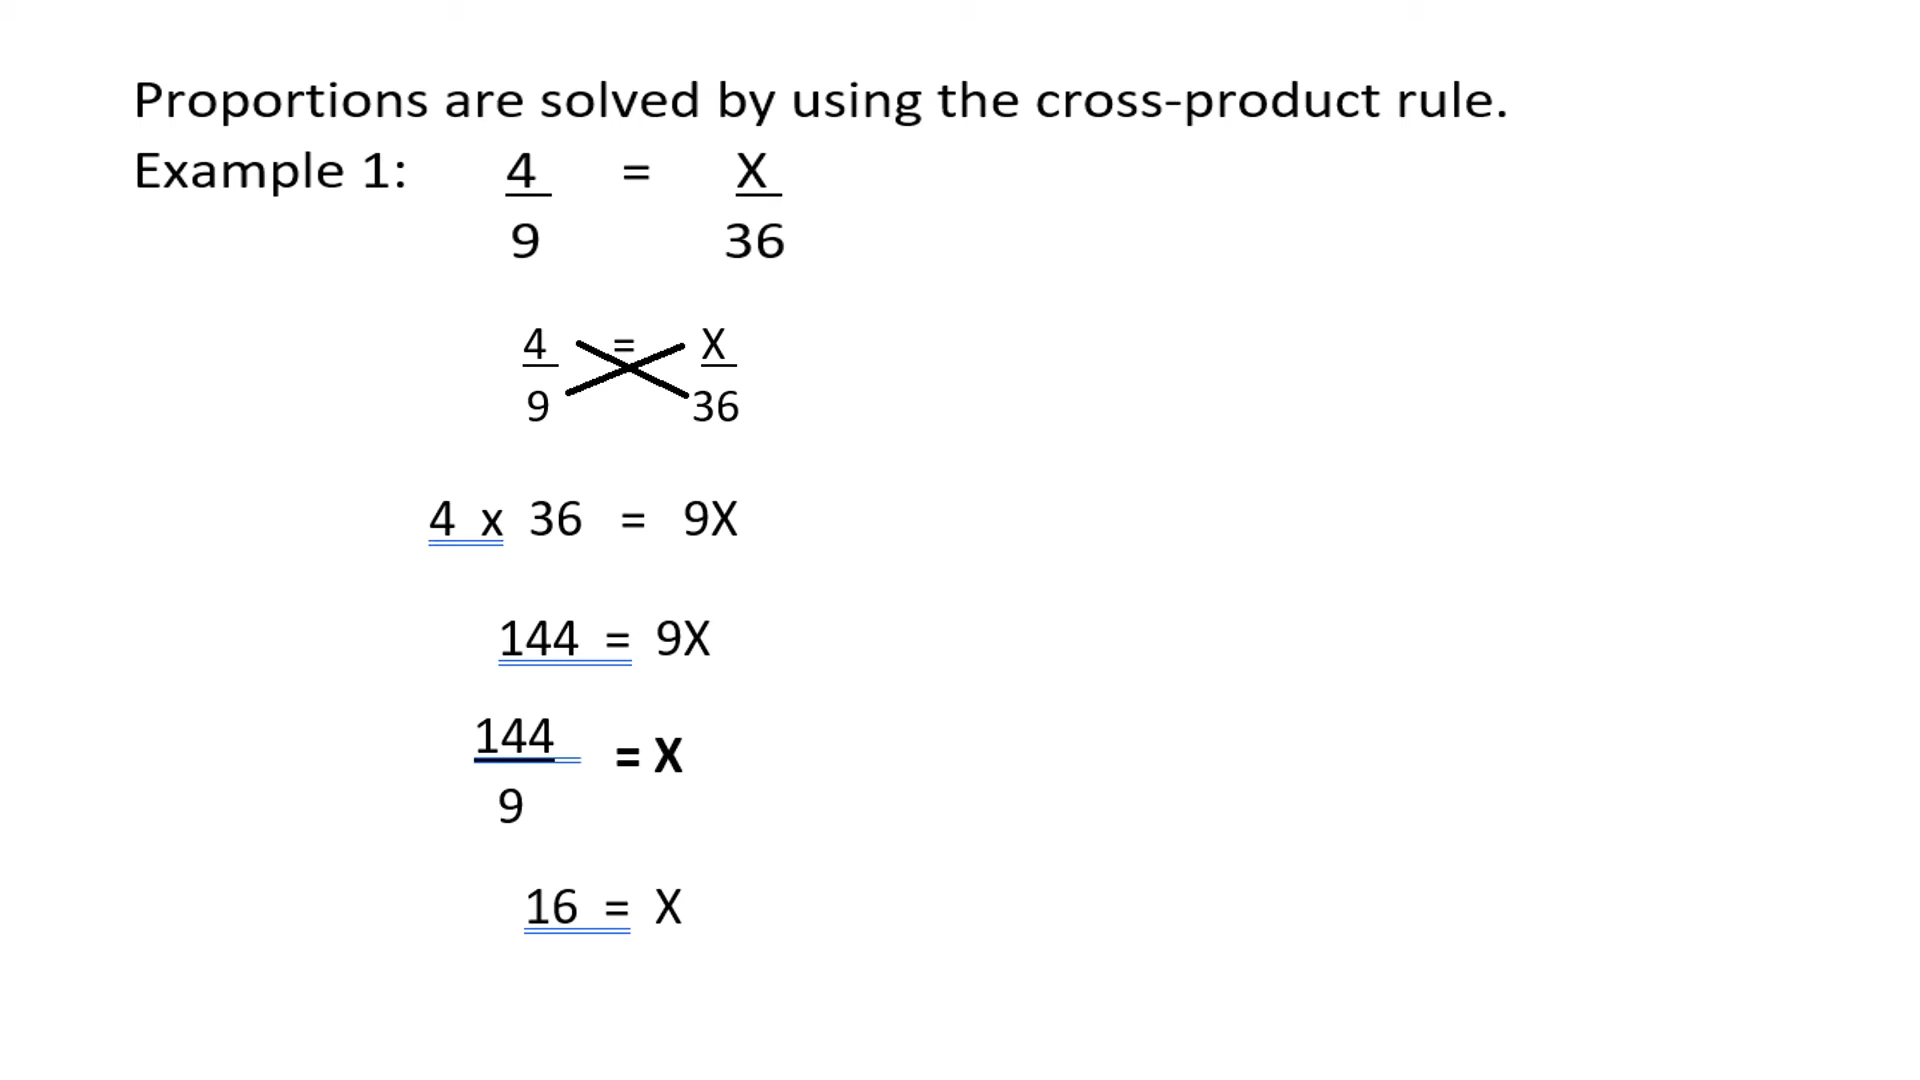 Proportions are solved by using the cross-product rule.
Example 1: 4 = X
9 36
4 = X
9 36
4 x 36 = 9X
144 = 9X
144 = X
9
16 = X